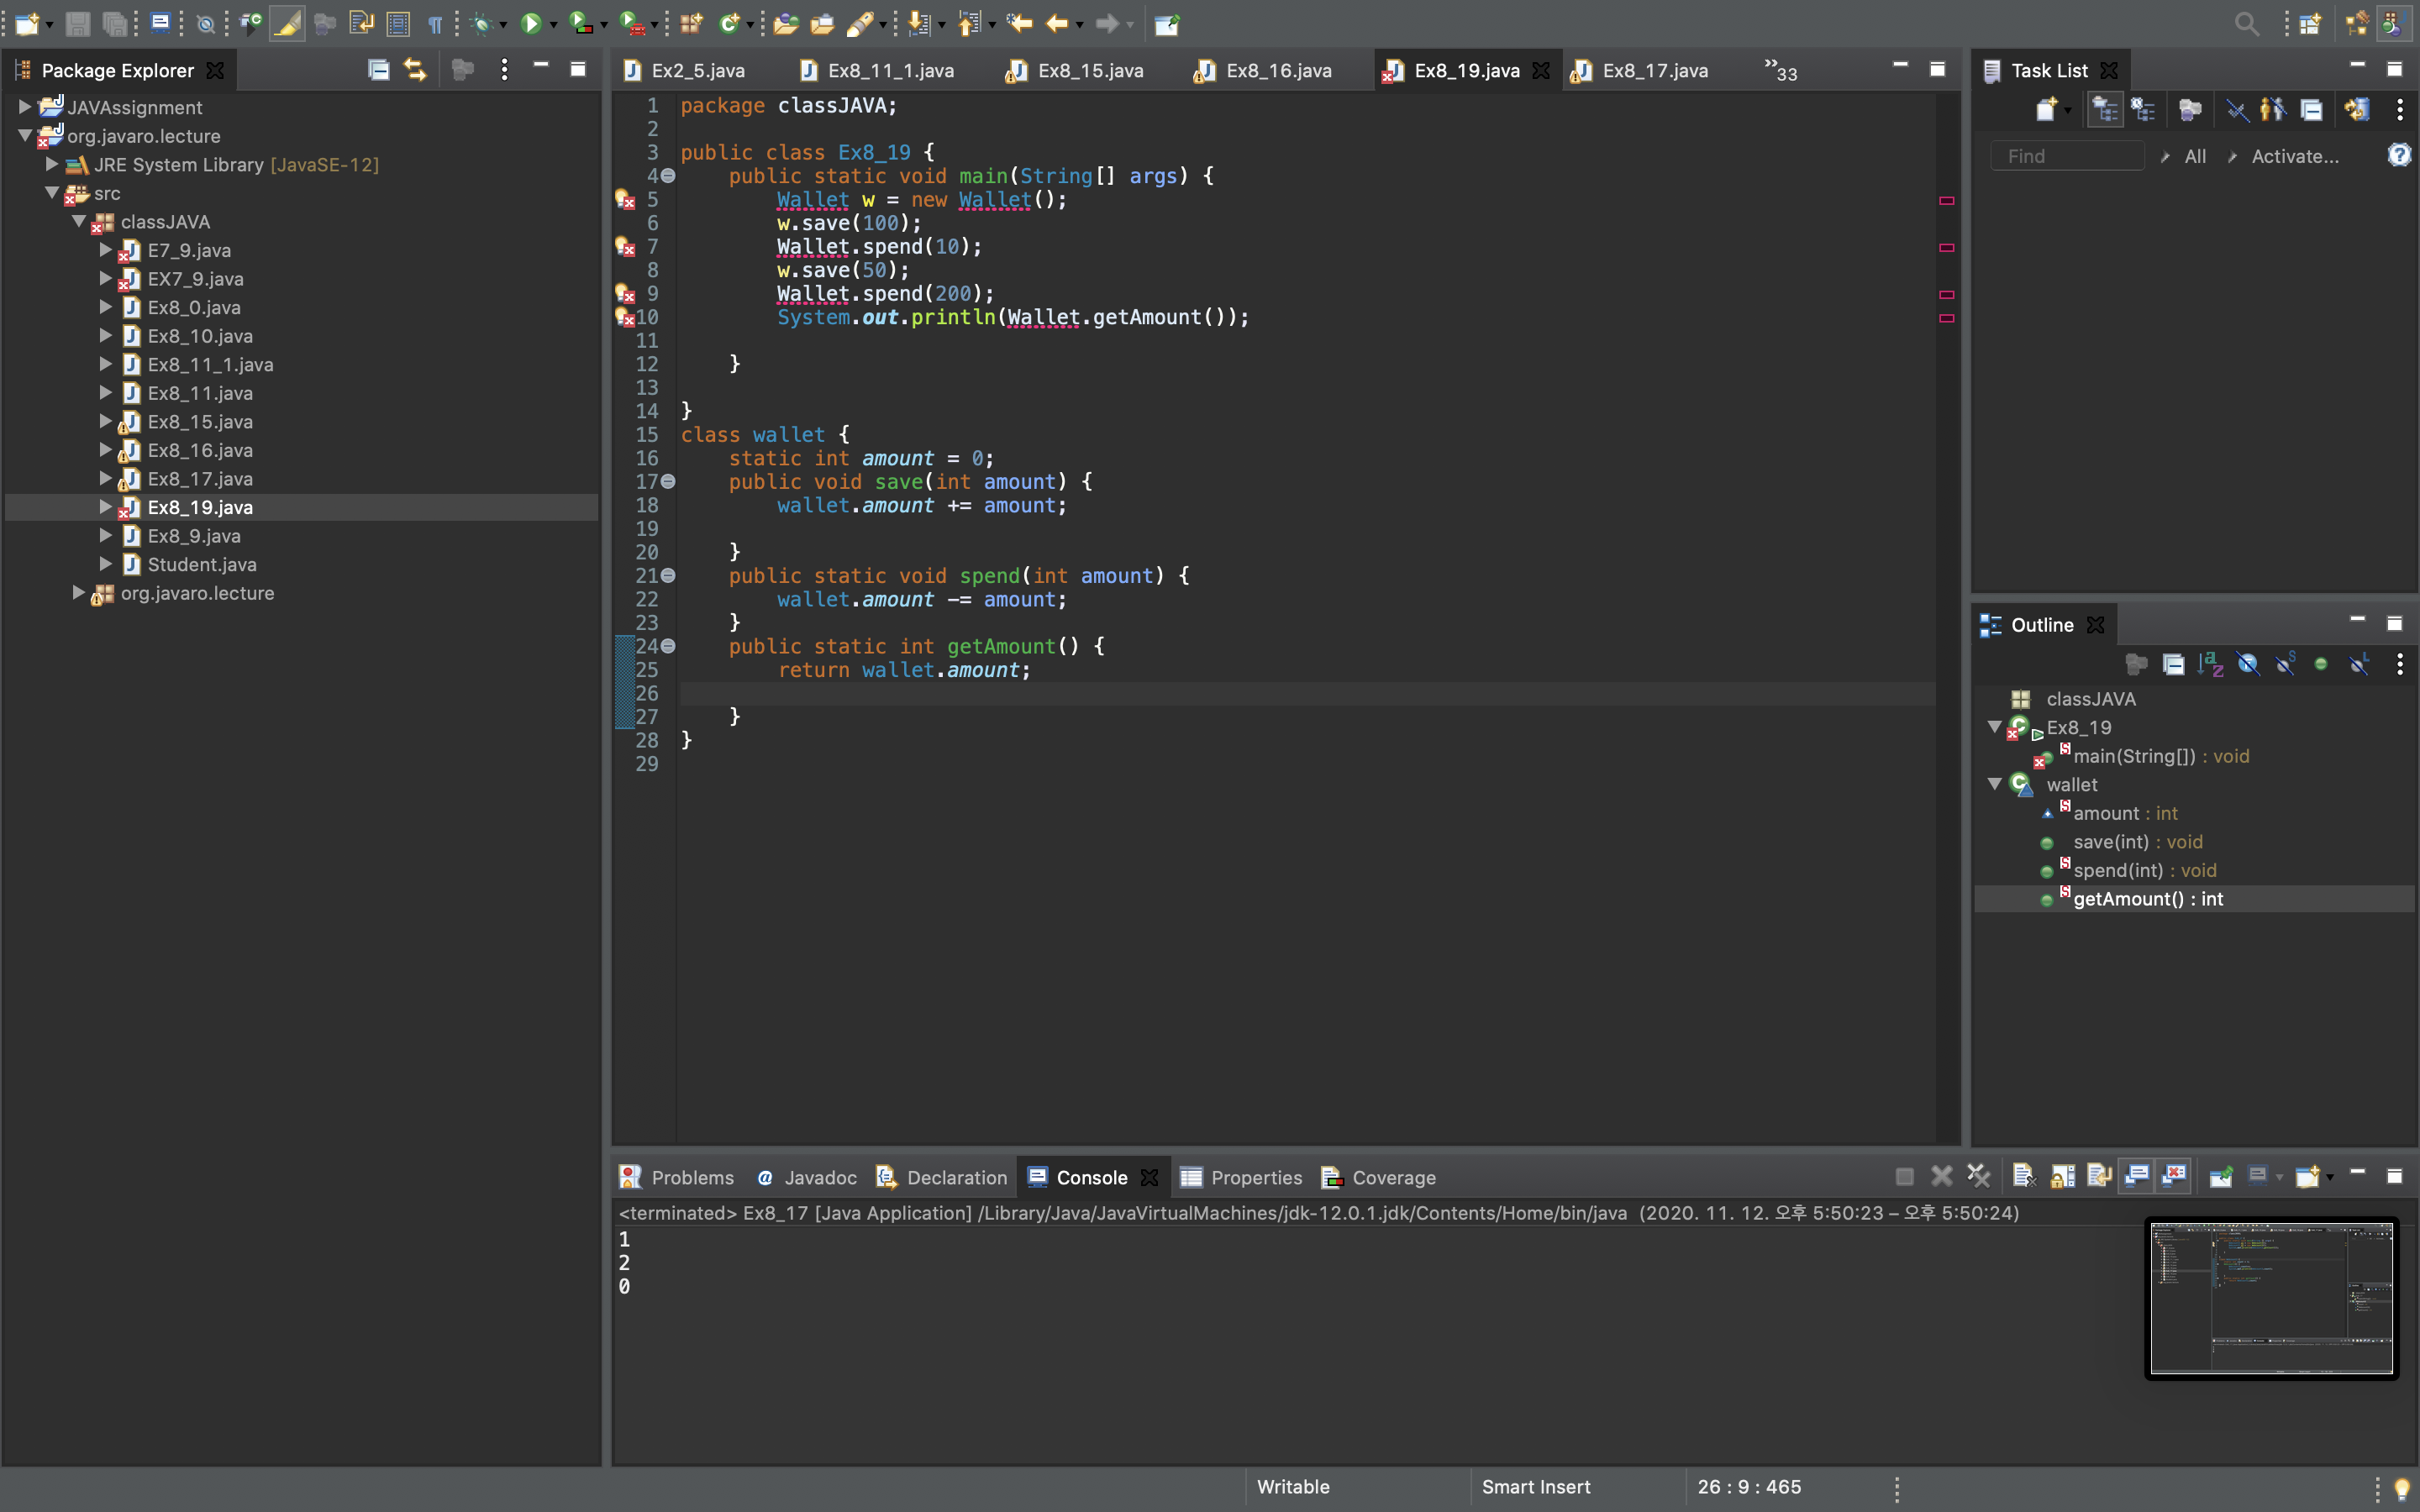 Package Explorer
JAVAssignment
org.javaro.lecture
JRE System Library [JavaSE-12]
src
classJAVA
E7_9.java
EX7_9.java
Ex8_0.java
Ex8_10.java
Ex8_11_1.java
Ex8_11.java
Ex8_15.java
Ex8_16.java
Ex8_17.java
Ex8_19.java
Ex8_9.java
Student.java
org.javaro.lecture
Ex2_5.java Ex8_11_1.java Ex8_15.java Ex8_16.java Ex8_19.java Ex8_17.java »33
1 package classJAVA;
2
3 public class Ex8_19 {
4 public static void main(String[] args) {
5 Wallet w = new Wallet();
6 w.save(100);
7 Wallet.spend(10);
8 w.save(50);
9 Wallet.spend(200);
10 System.out.println(Wallet.getAmount());
11
12 }
13
14 }
15 class wallet {
16 static int amount = 0;
17 public void save(int amount) {
18 wallet.amount += amount;
19
20 }
21 public static void spend(int amount) {
22 wallet.amount -= amount;
23 }
24 public static int getAmount() {
25 return wallet.amount;
26
27 }
28 }
29
Task List
Find All Activate...
Outline
classJAVA
Ex8_19
main(String[]) : void
wallet
amount : int
save(int) : void
spend(int) : void
getAmount() : int
Problems Javadoc Declaration Console Properties Coverage
<terminated> Ex8_17 [Java Application] /Library/Java/JavaVirtualMachines/jdk-12.0.1.jdk/Contents/Home/bin/java (2020. 11. 12. 오후 5:50:23 – 오후 5:50:24)
1
2
0
Writable Smart Insert 26 : 9 : 465